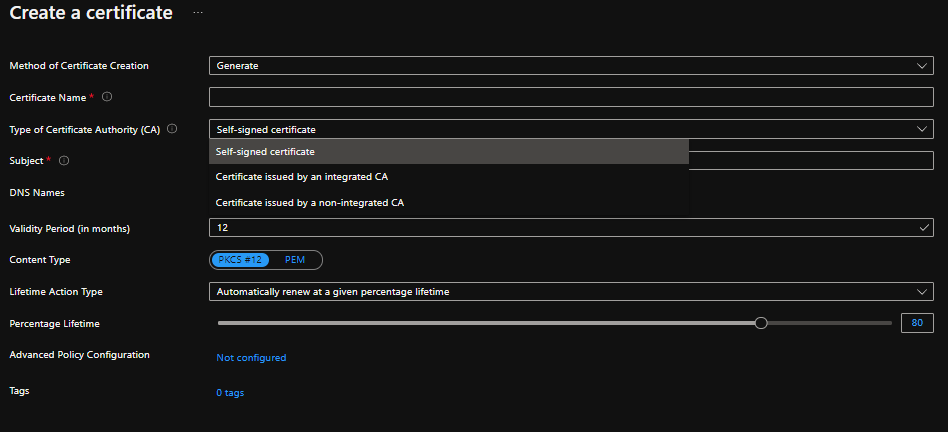 Create a certificate ...
Method of Certificate Creation Generate
Certificate Name *
Type of Certificate Authority (CA) Self-signed certificate
Self-signed certificate
Subject *
Certificate issued by an integrated CA
DNS Names
Certificate issued by a non-integrated CA
Validity Period (in months) 12
Content Type PKCS #12 PEM
Lifetime Action Type Automatically renew at a given percentage lifetime
Percentage Lifetime 80
Advanced Policy Configuration Not configured
Tags 0 tags